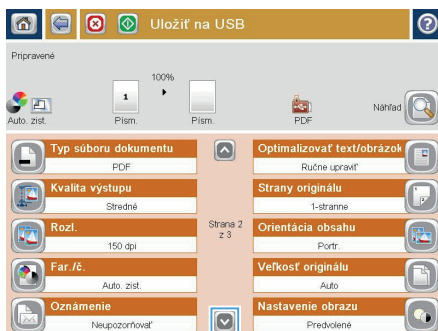 Uložiť na USB
Pripravené
100%
1
Auto. zist.
Písm.
Písm.
PDF
Náhľad
Typ súboru dokumentu
PDF
Optimalizovať text/obrázok
Ručne upraviť
Kvalita výstupu
Stredné
Strany originálu
1-stranne
Rozl.
150 dpi
Strana 2
z 3
Orientácia obsahu
Portr.
Far./č.
Auto. zist.
Veľkosť originálu
Auto
Oznámenie
Neupozorňovať
Nastavenie obrazu
Predvolené